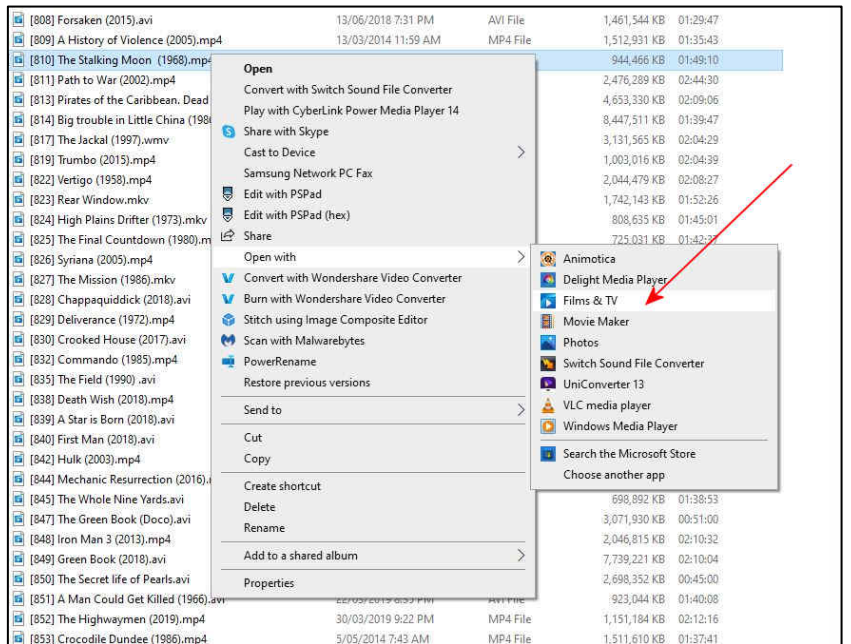 [808] Forsaken (2015).avi 13/06/2018 7:31 PM AVI File 1,461,544 KB 01:29:47
[809] A History of Violence (2005).mp4 13/03/2014 11:59 AM MP4 File 1,512,931 KB 01:35:43
[810] The Stalking Moon (1968).mp4 944,466 KB 01:49:10
[811] Path to War (2002).mp4 2,476,289 KB 02:44:30
[813] Pirates of the Caribbean. Dead 4,653,330 KB 02:09:06
[814] Big trouble in Little China (198 8,447,511 KB 01:39:47
[817] The Jackal (1997).wmv 3,131,565 KB 02:04:29
[819] Trumbo (2015).mp4 1,003,016 KB 02:04:39
[822] Vertigo (1958).mp4 2,044,479 KB 02:08:27
[823] Rear Window.mkv 1,742,143 KB 01:52:26
[824] High Plains Drifter (1973).mkv 808,635 KB 01:45:01
[825] The Final Countdown (1980).m 725,031 KB 01:42:37
[826] Syriana (2005).mp4
[827] The Mission (1986).mkv
[828] Chappaquiddick (2018).avi
[829] Deliverance (1972).mp4
[830] Crooked House (2017).avi
[832] Commando (1985).mp4
[835] The Field (1990) .avi
[838] Death Wish (2018).mp4
[839] A Star is Born (2018).avi
[840] First Man (2018).avi
[842] Hulk (2003).mp4
[844] Mechanic Resurrection (2016).
[845] The Whole Nine Yards.avi 698,892 KB 01:38:53
[847] The Green Book (Doco).avi 3,071,930 KB 00:51:00
[848] Iron Man 3 (2013).mp4 2,046,815 KB 02:10:32
[849] Green Book (2018).avi 7,739,221 KB 02:10:04
[850] The Secret life of Pearls.avi 2,698,352 KB 00:45:00
[851] A Man Could Get Killed (1966).avi 22/03/2019 8:55 PM AVI File 923,044 KB 01:40:08
[852] The Highwaymen (2019).mp4 30/03/2019 9:22 PM MP4 File 1,151,184 KB 02:12:16
[853] Crocodile Dundee (1986).mp4 5/05/2014 7:43 AM MP4 File 1,511,610 KB 01:37:41
Open
Convert with Switch Sound File Converter
Play with CyberLink Power Media Player 14
Share with Skype
Cast to Device
Samsung Network PC Fax
Edit with PSPad
Edit with PSPad (hex)
Share
Open with
Convert with Wondershare Video Converter
Burn with Wondershare Video Converter
Stitch using Image Composite Editor
Scan with Malwarebytes
PowerRename
Restore previous versions
Send to
Cut
Copy
Create shortcut
Delete
Rename
Add to a shared album
Properties
Animotica
Delight Media Player
Films & TV
Movie Maker
Photos
Switch Sound File Converter
UniConverter 13
VLC media player
Windows Media Player
Search the Microsoft Store
Choose another app